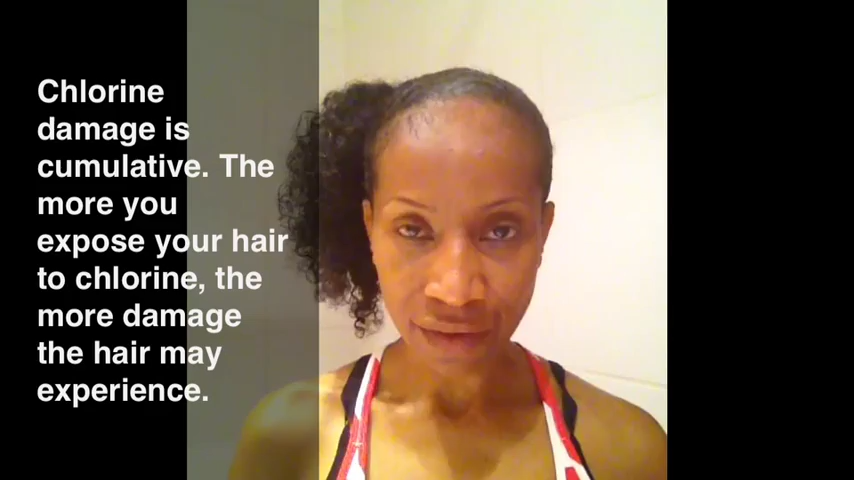 Chlorine
damage is
cumulative. The
more you
expose your hair
to chlorine, the
more damage
the hair may
experience.